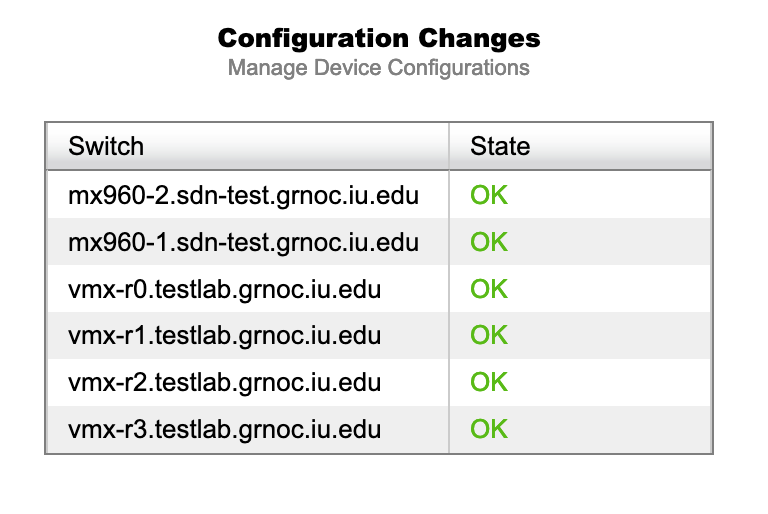 Configuration Changes
Manage Device Configurations
Switch State
mx960-2.sdn-test.grnoc.iu.edu OK
mx960-1.sdn-test.grnoc.iu.edu OK
vmx-r0.testlab.grnoc.iu.edu OK
vmx-r1.testlab.grnoc.iu.edu OK
vmx-r2.testlab.grnoc.iu.edu OK
vmx-r3.testlab.grnoc.iu.edu OK